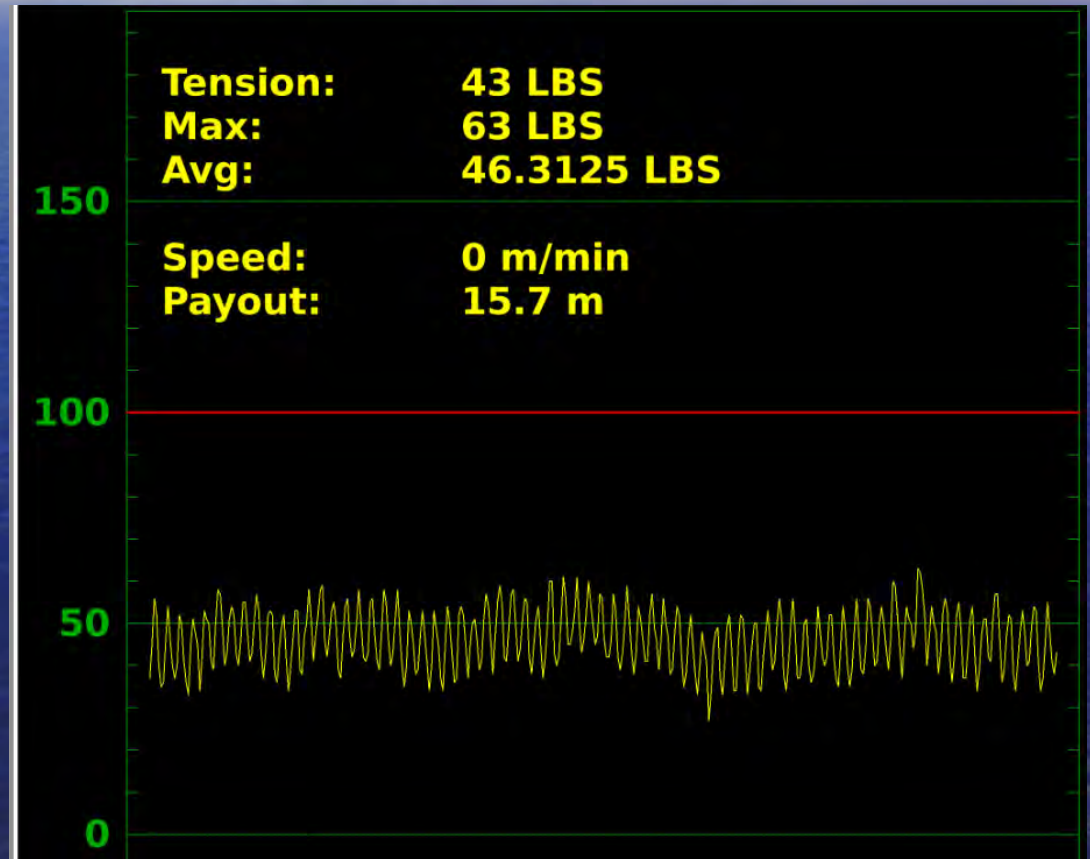 Tension: 43 LBS
Max: 63 LBS
Avg: 46.3125 LBS
150
Speed: 0 m/min
Payout: 15.7 m
100
50
0